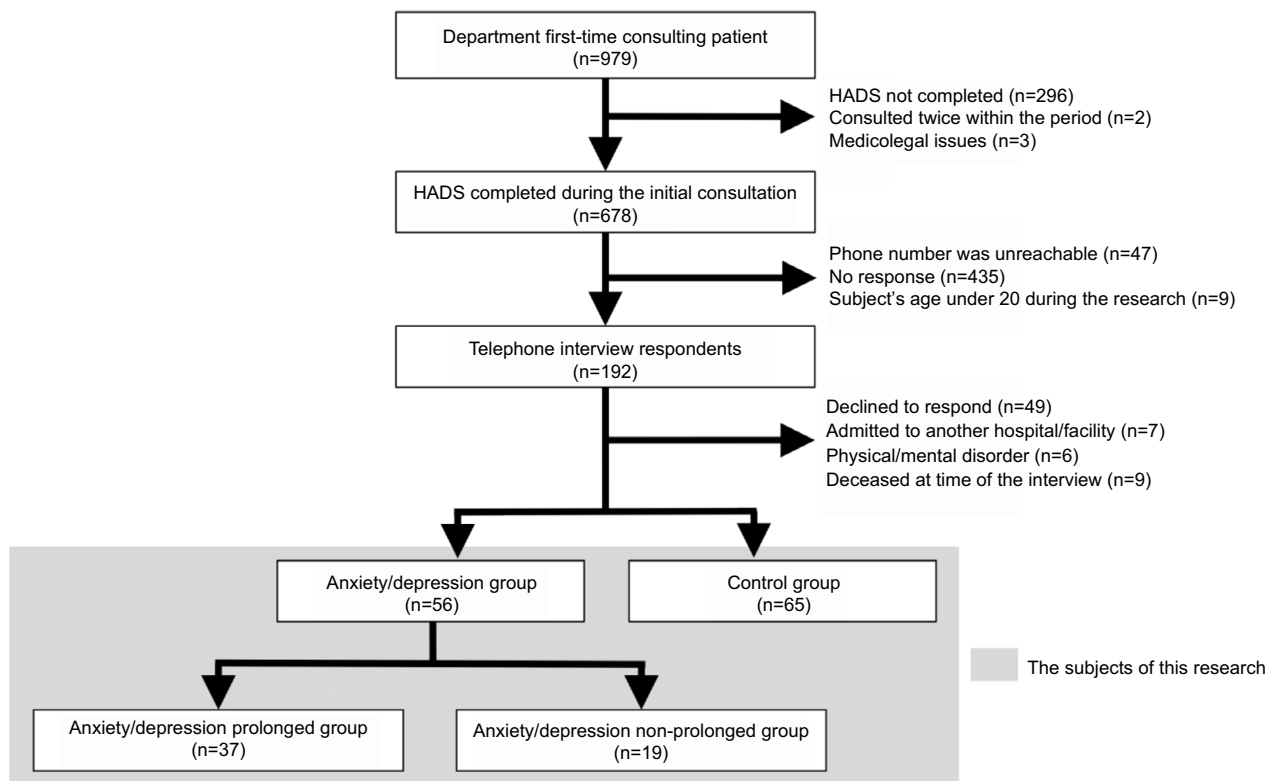 Department first-time consulting patient
(n=979)
HADS not completed (n=296)
Consulted twice within the period (n=2)
Medicolegal issues (n=3)
HADS completed during the initial consultation
(n=678)
Phone number was unreachable (n=47)
No response (n=435)
Subject's age under 20 during the research (n=9)
Telephone interview respondents
(n=192)
Declined to respond (n=49)
Admitted to another hospital/facility (n=7)
Physical/mental disorder (n=6)
Deceased at time of the interview (n=9)
Anxiety/depression group
(n=56)
Control group
(n=65)
The subjects of this research
Anxiety/depression prolonged group
(n=37)
Anxiety/depression non-prolonged group
(n=19)